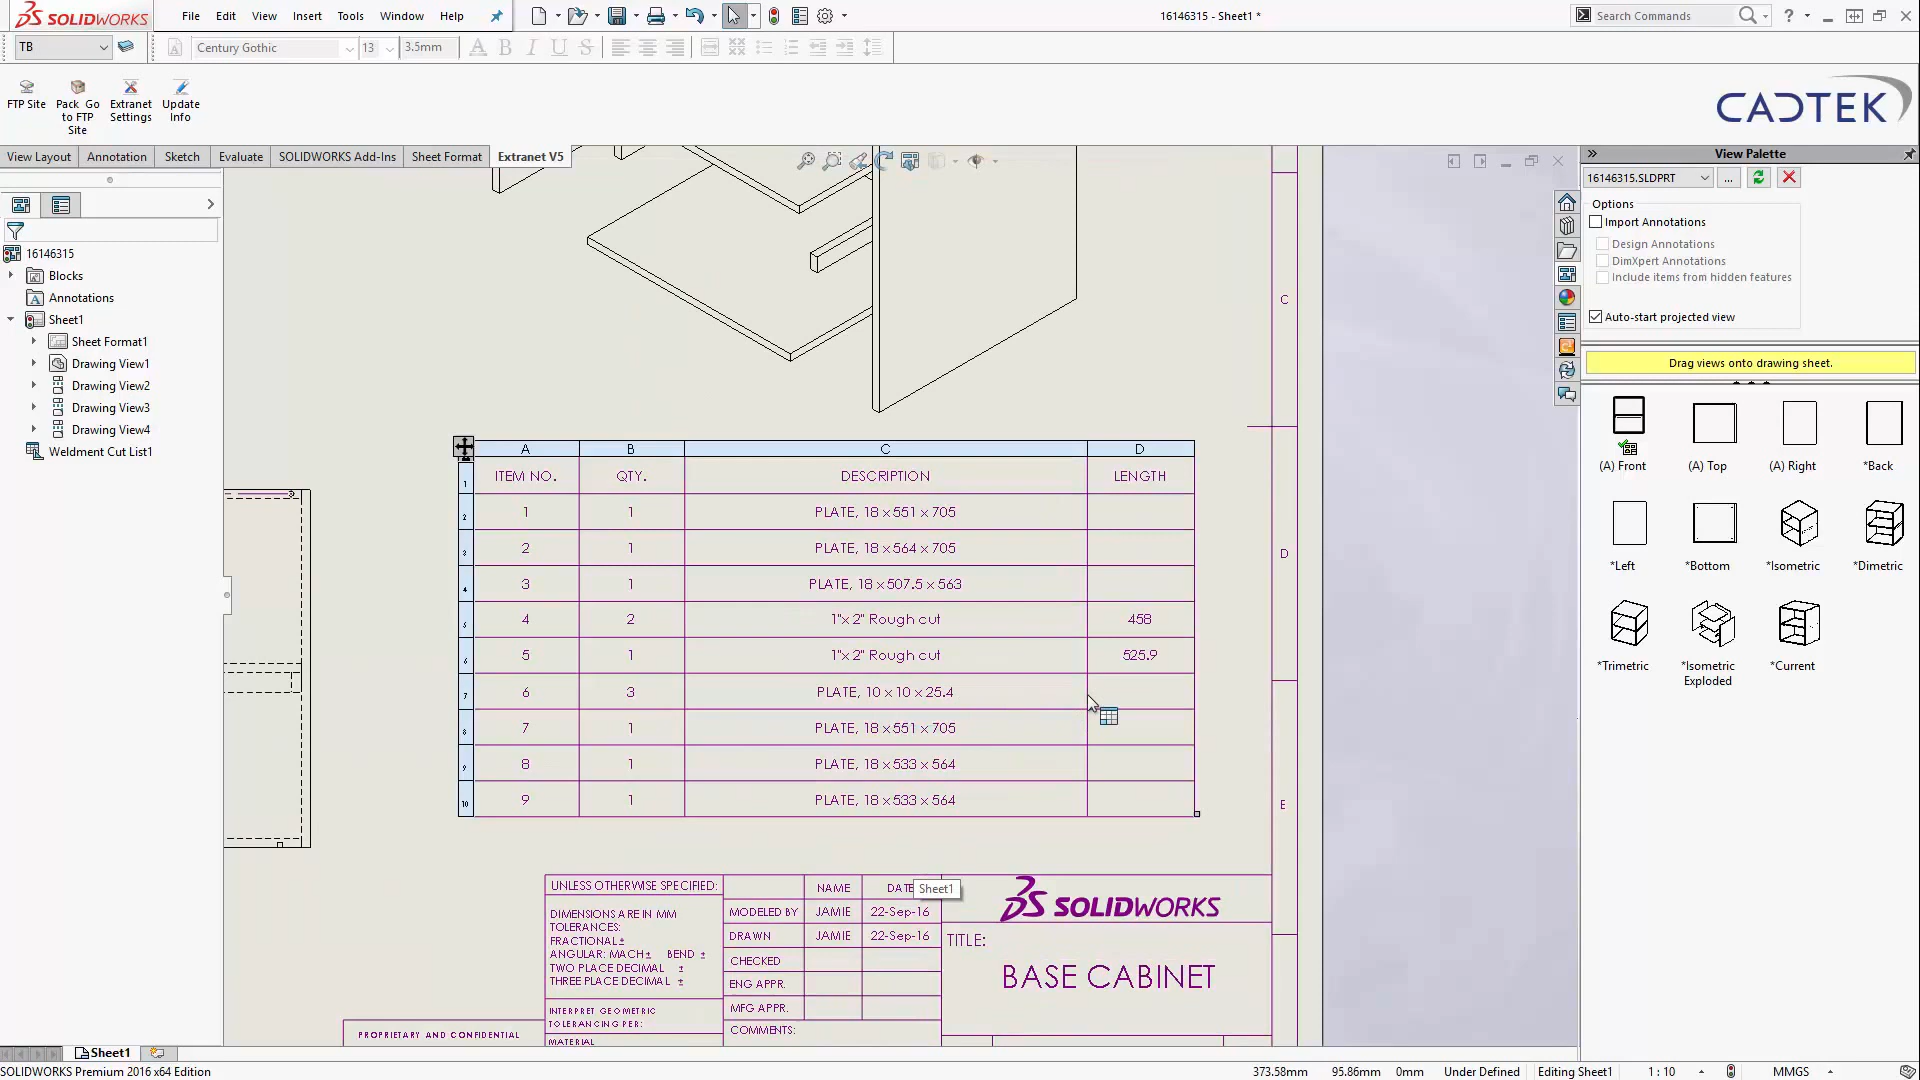 SOLIDWORKS File Edit View Insert Tools Window Help 16146315 - Sheet1 * Search Commands
TB Century Gothic 13 3.5mm
FTP Site
Pack Go to FTP Site
Extranet Settings
Update Info
CADTEK
View Layout Annotation Sketch Evaluate SOLIDWORKS Add-Ins Sheet Format Extranet V5
16146315
Blocks
Annotations
Sheet1
Sheet Format1
Drawing View1
Drawing View2
Drawing View3
Drawing View4
Weldment Cut List1
C
D
E
A B C D
1 ITEM NO. QTY. DESCRIPTION LENGTH
2 1 1 PLATE, 18 x 551 x 705
3 2 1 PLATE, 18 x 564 x 705
4 3 1 PLATE, 18 x 507.5 x 563
5 4 2 1"x 2" Rough cut 458
6 5 1 1"x 2" Rough cut 525.9
7 6 3 PLATE, 10 x 10 x 25.4
8 7 1 PLATE, 18 x 551 x 705
9 8 1 PLATE, 18 x 533 x 564
10 9 1 PLATE, 18 x 533 x 564
UNLESS OTHERWISE SPECIFIED:
DIMENSIONS ARE IN MM
TOLERANCES:
FRACTIONAL±
ANGULAR: MACH± BEND ±
TWO PLACE DECIMAL ±
THREE PLACE DECIMAL ±
INTERPRET GEOMETRIC
TOLERANCING PER:
MATERIAL
PROPRIETARY AND CONFIDENTIAL
NAME DATE
Sheet1
MODELED BY JAMIE 22-Sep-16
DRAWN JAMIE 22-Sep-16
CHECKED
ENG APPR.
MFG APPR.
COMMENTS:
SOLIDWORKS
TITLE:
BASE CABINET
View Palette
16146315.SLDPRT ...
Options
Import Annotations
Design Annotations
DimXpert Annotations
Include items from hidden features
Auto-start projected view
Drag views onto drawing sheet.
(A) Front (A) Top (A) Right *Back
*Left *Bottom *Isometric *Dimetric
*Trimetric *Isometric Exploded *Current
Sheet1
SOLIDWORKS Premium 2016 x64 Edition 373.58mm 95.86mm 0mm Under Defined Editing Sheet1 1 : 10 MMGS